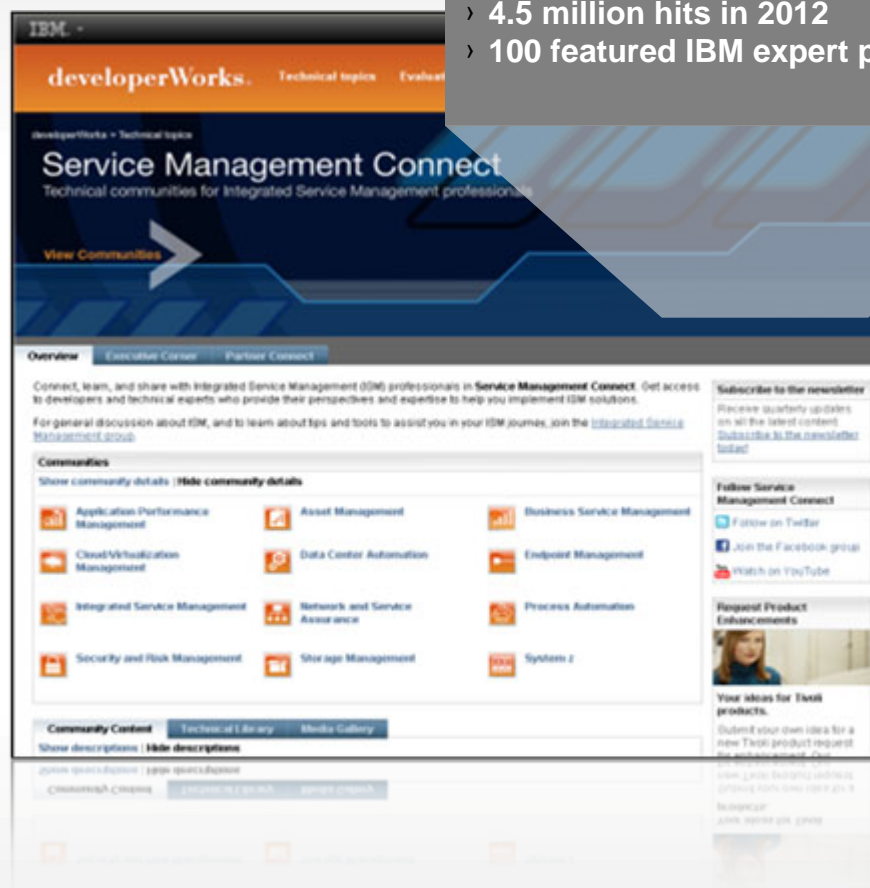 › 4.5 million hits in 2012
› 100 featured IBM expert p
IBM.
developerWorks. Technical topics Evaluat
developerWorks > Technical topics
Service Management Connect
Technical communities for Integrated Service Management professionals
View Communities
Overview Executive Corner Partner Connect
Connect, learn, and share with Integrated Service Management (ISM) professionals in Service Management Connect. Get access
to developers and technical experts who provide their perspectives and expertise to help you implement ISM solutions.
For general discussion about ISM, and to learn about tips and tools to assist you in your ISM journey, join the Integrated Service
Management group.
Communities
Show community details | Hide community details
Application Performance
Management
Asset Management
Business Service Management
Cloud/Virtualization
Management
Data Center Automation
Endpoint Management
Integrated Service Management
Network and Service
Assurance
Process Automation
Security and Risk Management
Storage Management
System z
Community Content Technical Library Media Gallery
Show descriptions | Hide descriptions
Subscribe to the newsletter
Receive quarterly updates
on all the latest content.
Subscribe to the newsletter
today!
Follow Service
Management Connect
Follow on Twitter
Join the Facebook group
Watch on YouTube
Request Product
Enhancements
Your ideas for Tivoli
products.
Submit your own idea for a
new Tivoli product request